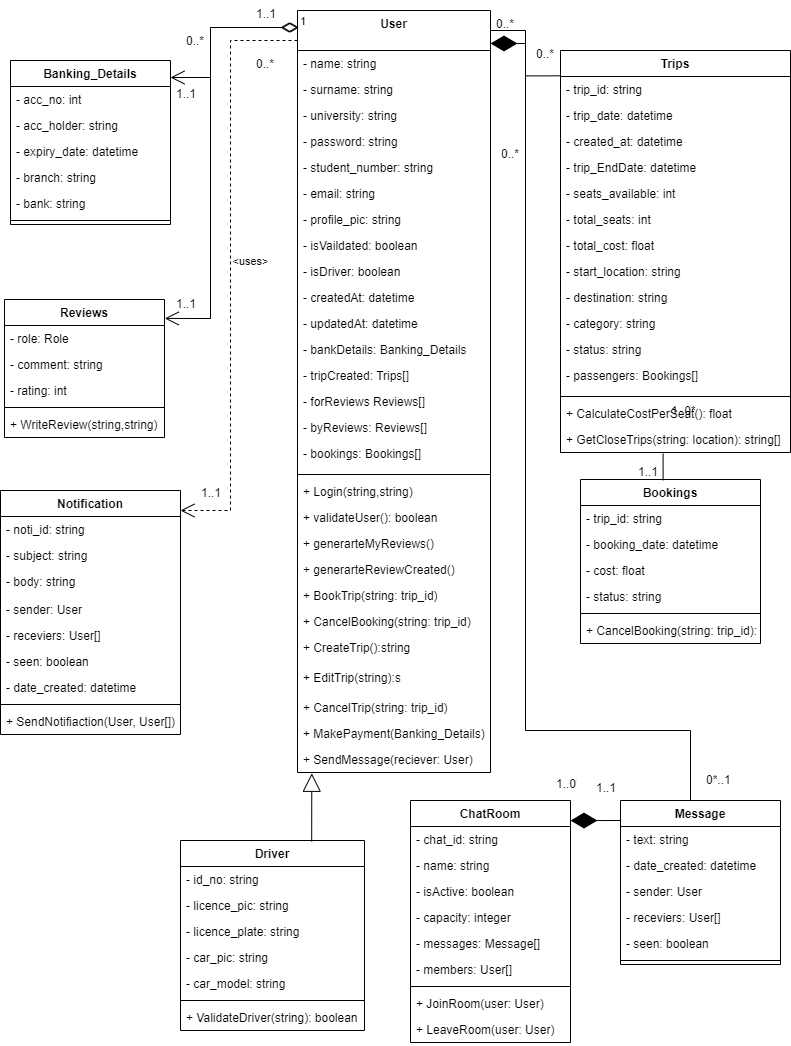 1..1
1
User
0..*
0..*
0..*
0..*
Banking_Details
- acc_no: int
- acc_holder: string
- expiry_date: datetime
- branch: string
- bank: string
1..1
- name: string
- surname: string
- university: string
- password: string
- student_number: string
- email: string
- profile_pic: string
- isVaildated: boolean
- isDriver: boolean
- createdAt: datetime
- updatedAt: datetime
- bankDetails: Banking_Details
- tripCreated: Trips[]
- forReviews Reviews[]
- byReviews: Reviews[]
- bookings: Bookings[]
+ Login(string,string)
+ validateUser(): boolean
+ generarteMyReviews()
+ generarteReviewCreated()
+ BookTrip(string: trip_id)
+ CancelBooking(string: trip_id)
+ CreateTrip():string
+ EditTrip(string):s
+ CancelTrip(string: trip_id)
+ MakePayment(Banking_Details)
+ SendMessage(reciever: User)
0..*
Trips
- trip_id: string
- trip_date: datetime
- created_at: datetime
- trip_EndDate: datetime
- seats_available: int
- total_seats: int
- total_cost: float
- start_location: string
- destination: string
- category: string
- status: string
- passengers: Bookings[]
+ CalculateCostPerSeat(): float
+ GetCloseTrips(string: location): string[]
<uses>
1..1
Reviews
- role: Role
- comment: string
- rating: int
+ WriteReview(string,string)
1..1
Bookings
- trip_id: string
- booking_date: datetime
- cost: float
- status: string
+ CancelBooking(string: trip_id):
1..1
Notification
- noti_id: string
- subject: string
- body: string
- sender: User
- receviers: User[]
- seen: boolean
- date_created: datetime
+ SendNotifiaction(User, User[])
Driver
- id_no: string
- licence_pic: string
- licence_plate: string
- car_pic: string
- car_model: string
+ ValidateDriver(string): boolean
1..0
1..1
0*..1
ChatRoom
- chat_id: string
- name: string
- isActive: boolean
- capacity: integer
- messages: Message[]
- members: User[]
+ JoinRoom(user: User)
+ LeaveRoom(user: User)
Message
- text: string
- date_created: datetime
- sender: User
- receviers: User[]
- seen: boolean